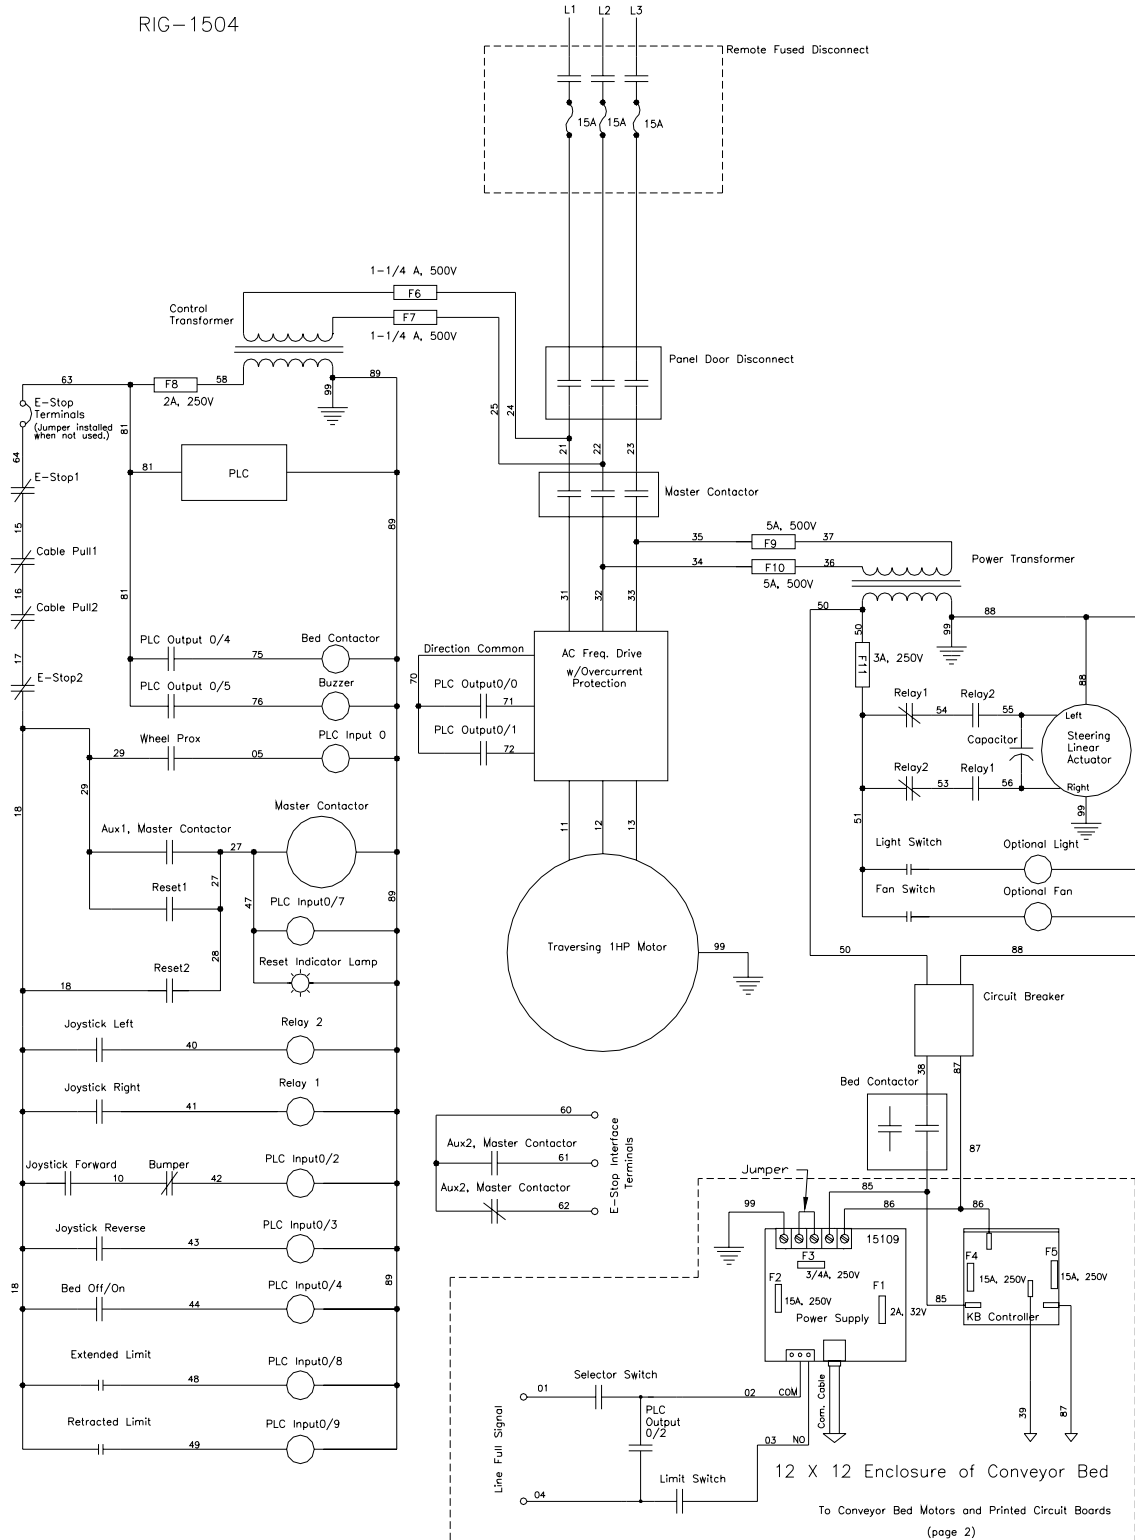 RIG-1504
L1 L2 L3
Remote Fused Disconnect
15A 15A 15A
1-1/4 A, 500V
F6
F7
1-1/4 A, 500V
Control
Transformer
Panel Door Disconnect
63
F8
58
89
99
2A, 250V
E-Stop
Terminals
(Jumper installed
when not used.)
81
25
24
21
22
23
64
E-Stop1
81
PLC
Master Contactor
15
89
Cable Pull1
5A, 500V
35
F9
37
34
F10
36
5A, 500V
Power Transformer
16
81
Cable Pull2
31
32
33
50
50
99
88
17
PLC Output 0/4
75
Bed Contactor
Direction Common
AC Freq. Drive
w/Overcurrent
Protection
F11
3A, 250V
E-Stop2
PLC Output 0/5
76
Buzzer
70
PLC Output0/0
71
PLC Output0/1
72
Relay1
54
Relay2
55
88
Left
Capacitor
Steering
Linear
Actuator
Relay2
53
Relay1
56
Right
99
29
Wheel Prox
05
PLC Input 0
29
18
51
Master Contactor
Aux1, Master Contactor
27
11
12
13
Light Switch
Optional Light
Reset1
27
47
PLC Input0/7
89
Fan Switch
Optional Fan
28
Reset Indicator Lamp
Reset2
18
Traversing 1HP Motor
99
50
88
Circuit Breaker
Joystick Left
40
Relay 2
38
87
Joystick Right
41
Relay 1
Bed Contactor
87
60
Aux2, Master Contactor
61
Aux2, Master Contactor
62
E-Stop Interface
Terminals
Joystick Forward
10
Bumper
42
PLC Input0/2
Jumper
85
99
86
86
15109
Joystick Reverse
43
PLC Input0/3
F3
3/4A, 250V
F2
15A, 250V
F1
2A, 32V
Power Supply
F4
15A, 250V
F5
15A, 250V
85
KB Controller
18
Bed Off/On
44
PLC Input0/4
89
Extended Limit
48
PLC Input0/8
Retracted Limit
49
PLC Input0/9
Line Full Signal
01
Selector Switch
02
COM
PLC
Output
0/2
03
NO
Com. Cable
39
87
04
Limit Switch
12 X 12 Enclosure of Conveyor Bed
To Conveyor Bed Motors and Printed Circuit Boards
(page 2)